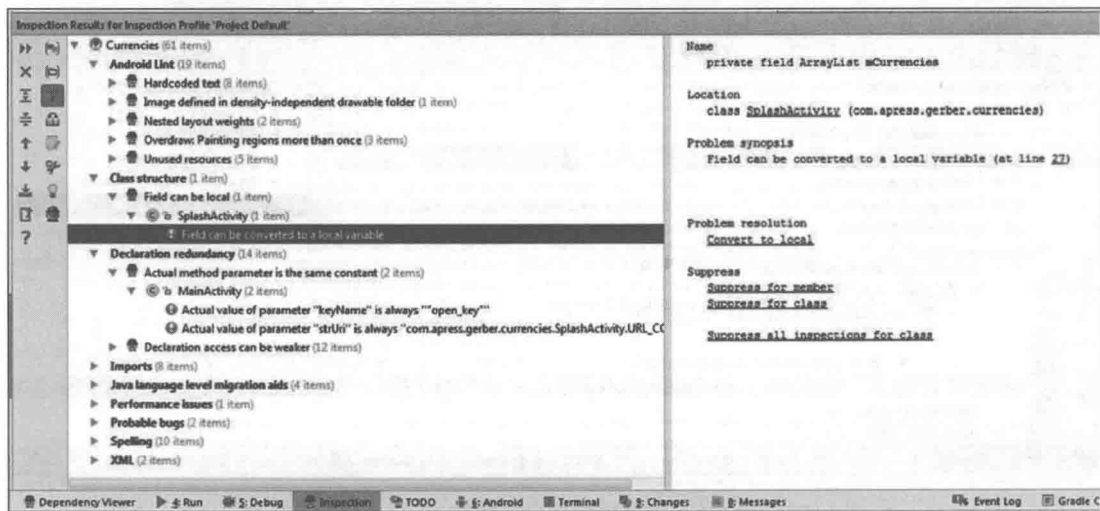 Inspection Results for Inspection Profile 'Project Default'
Currencies (61 items)
Android Lint (19 items)
Hardcoded text (8 items)
Image defined in density-independent drawable folder (1 item)
Nested layout weights (2 items)
Overdraw: Painting regions more than once (3 items)
Unused resources (5 items)
Class structure (1 item)
Field can be local (1 item)
SplashActivity (1 item)
Field can be converted to a local variable
Declaration redundancy (14 items)
Actual method parameter is the same constant (2 items)
MainActivity (2 items)
Actual value of parameter "keyName" is always ""open_key""
Actual value of parameter "strUri" is always "com.apress.gerber.currencies.SplashActivity.URL_CO
Declaration access can be weaker (12 items)
Imports (8 items)
Java language level migration aids (4 items)
Performance issues (1 item)
Probable bugs (2 items)
Spelling (10 items)
XML (2 items)
Name
private field ArrayList mCurrencies
Location
class SplashActivity (com.apress.gerber.currencies)
Problem synopsis
Field can be converted to a local variable (at line 27)
Problem resolution
Convert to local
Suppress
Suppress for member
Suppress for class
Suppress all inspections for class
Dependency Viewer 4: Run 5: Debug Inspection TODO 6: Android Terminal 9: Changes 0: Messages Event Log Gradle C